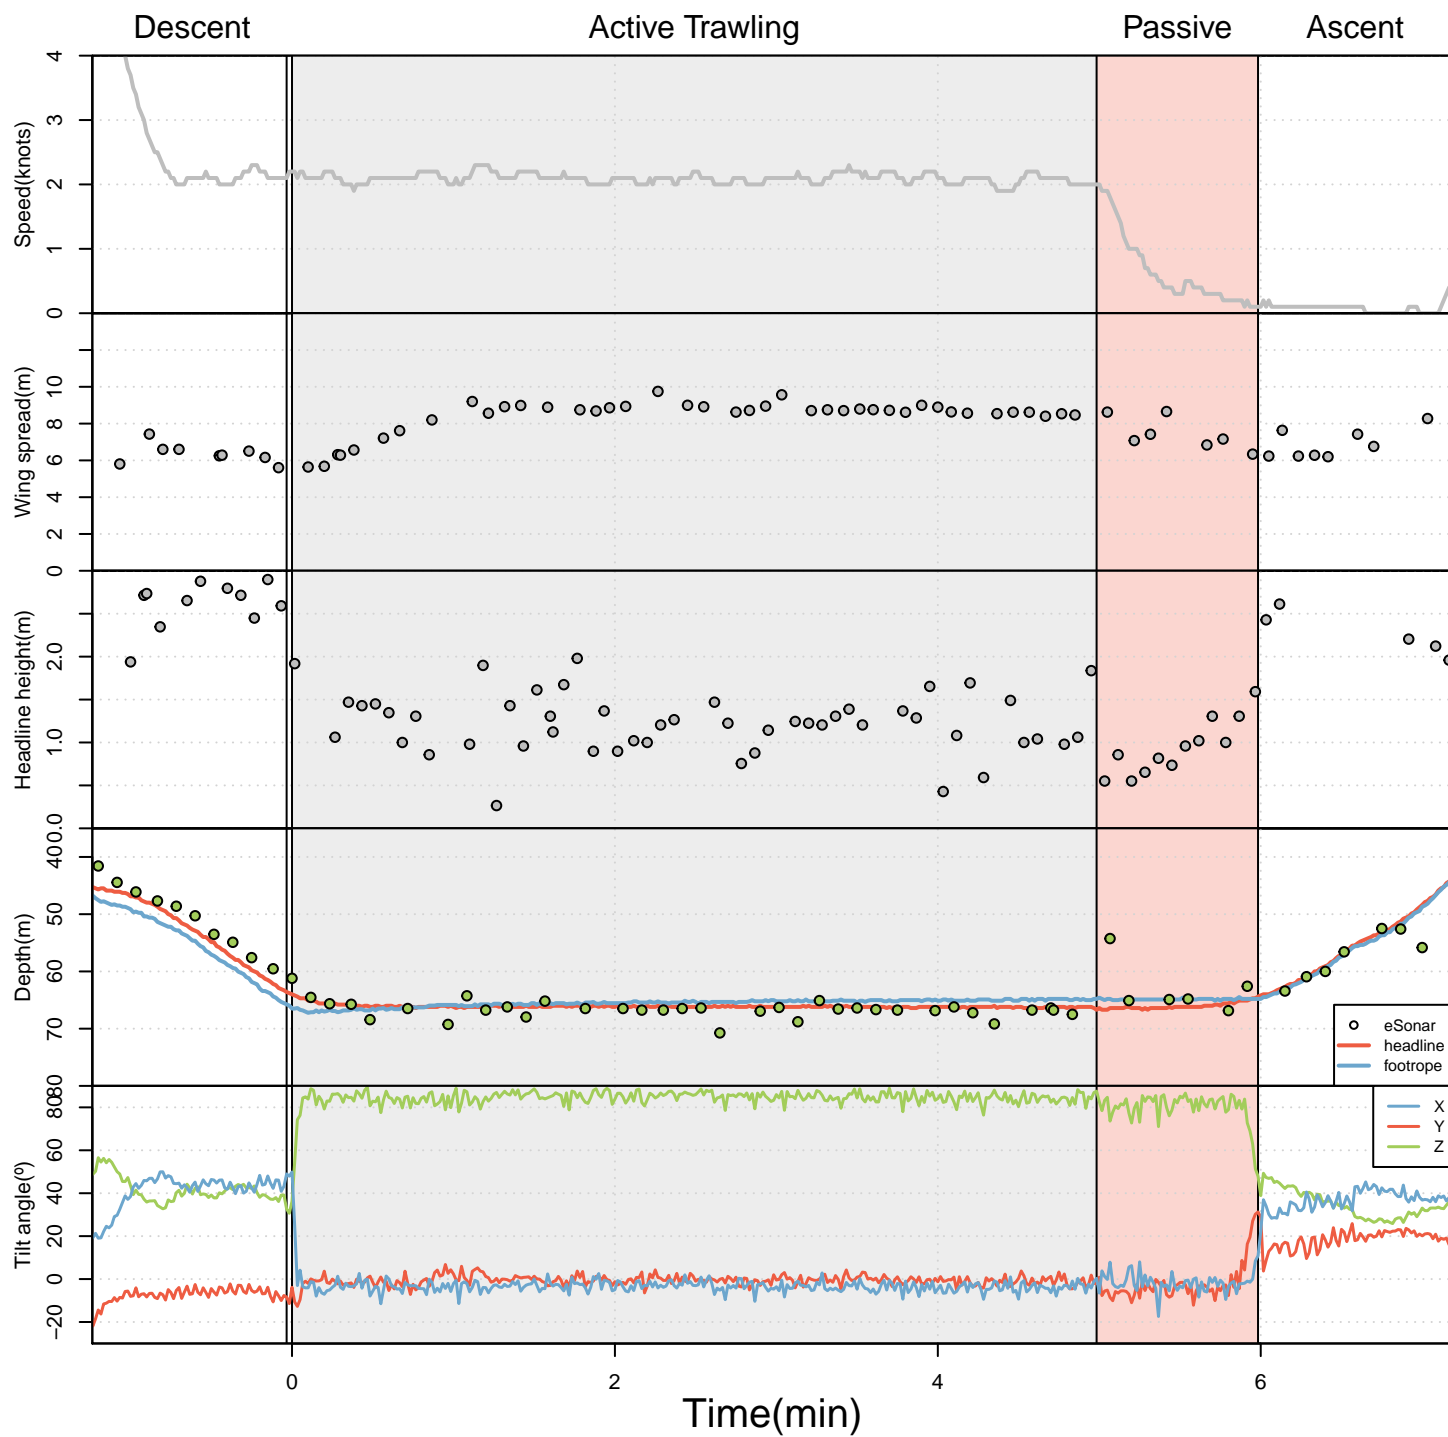 Descent Active Trawling Passive Ascent
Speed(knots)
4
3
2
1
0
Wing spread(m)
10
8
6
4
2
0
Headline height(m)
2.0
1.0
0.0
Depth(m)
40
50
60
70
80
eSonar
headline
footrope
Tilt angle(º)
80
60
40
20
0
−20
X
Y
Z
0 2 4 6
Time(min)